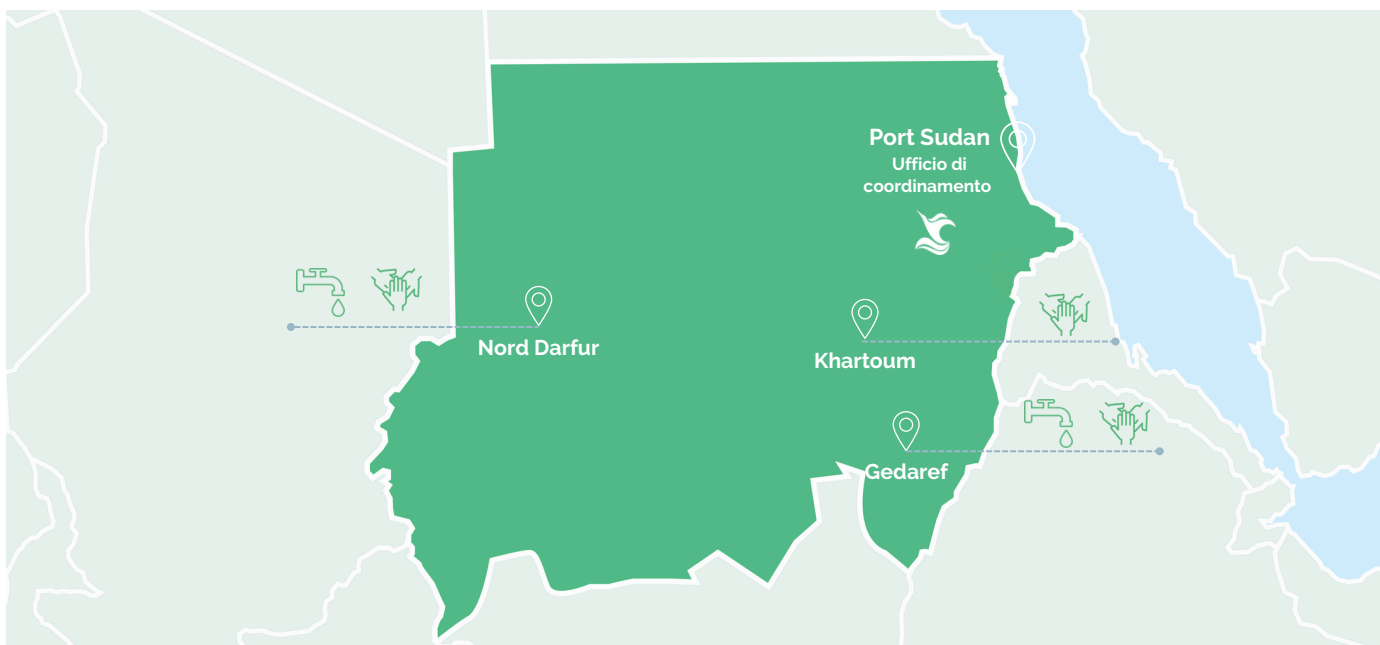 Port Sudan
Ufficio di
coordinamento
Nord Darfur
Khartoum
Gedaref